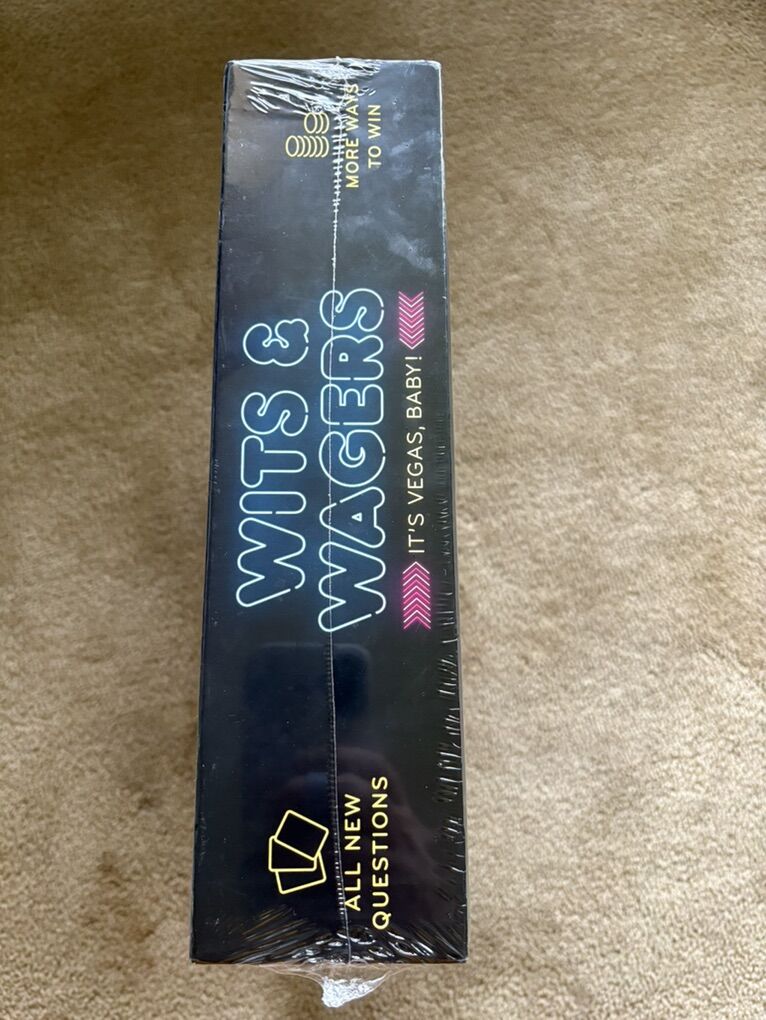 ALL NEW
QUESTIONS
WITS &
WAGERS
IT'S VEGAS, BABY!
MORE WAYS
TO WIN